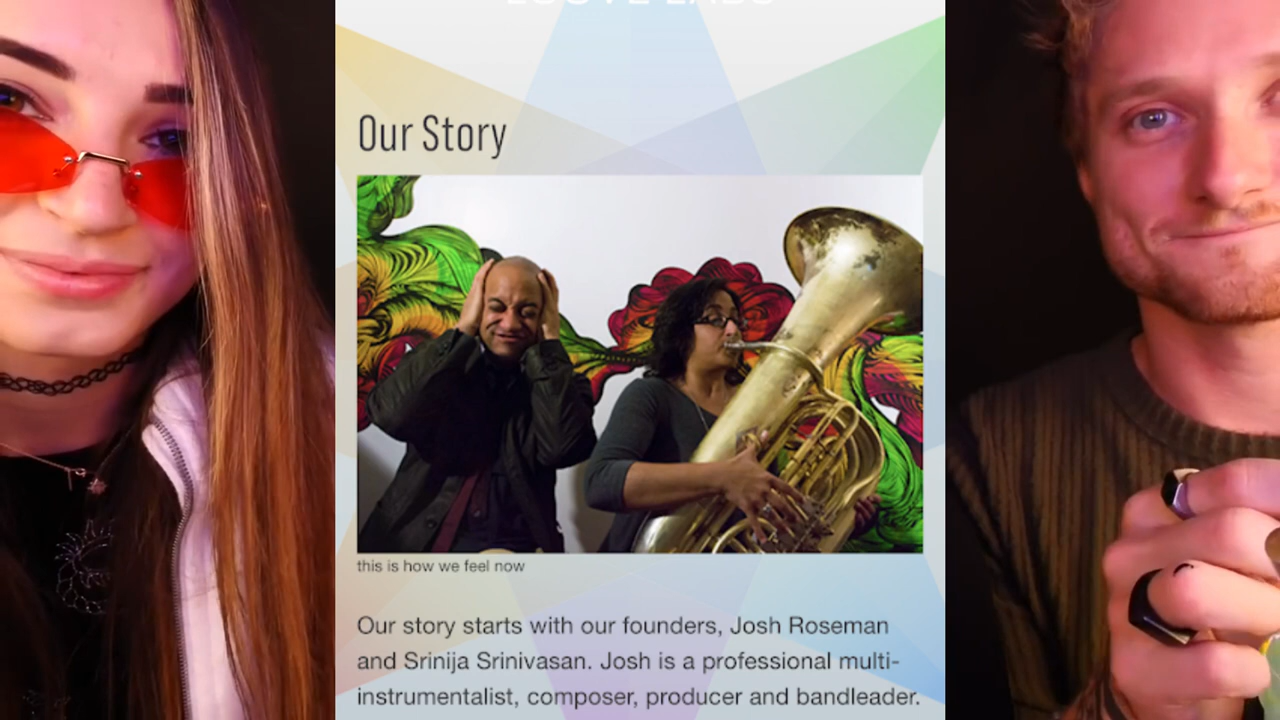 Our Story
this is how we feel now
Our story starts with our founders, Josh Roseman
and Srinija Srinivasan. Josh is a professional multi-
instrumentalist, composer, producer and bandleader.